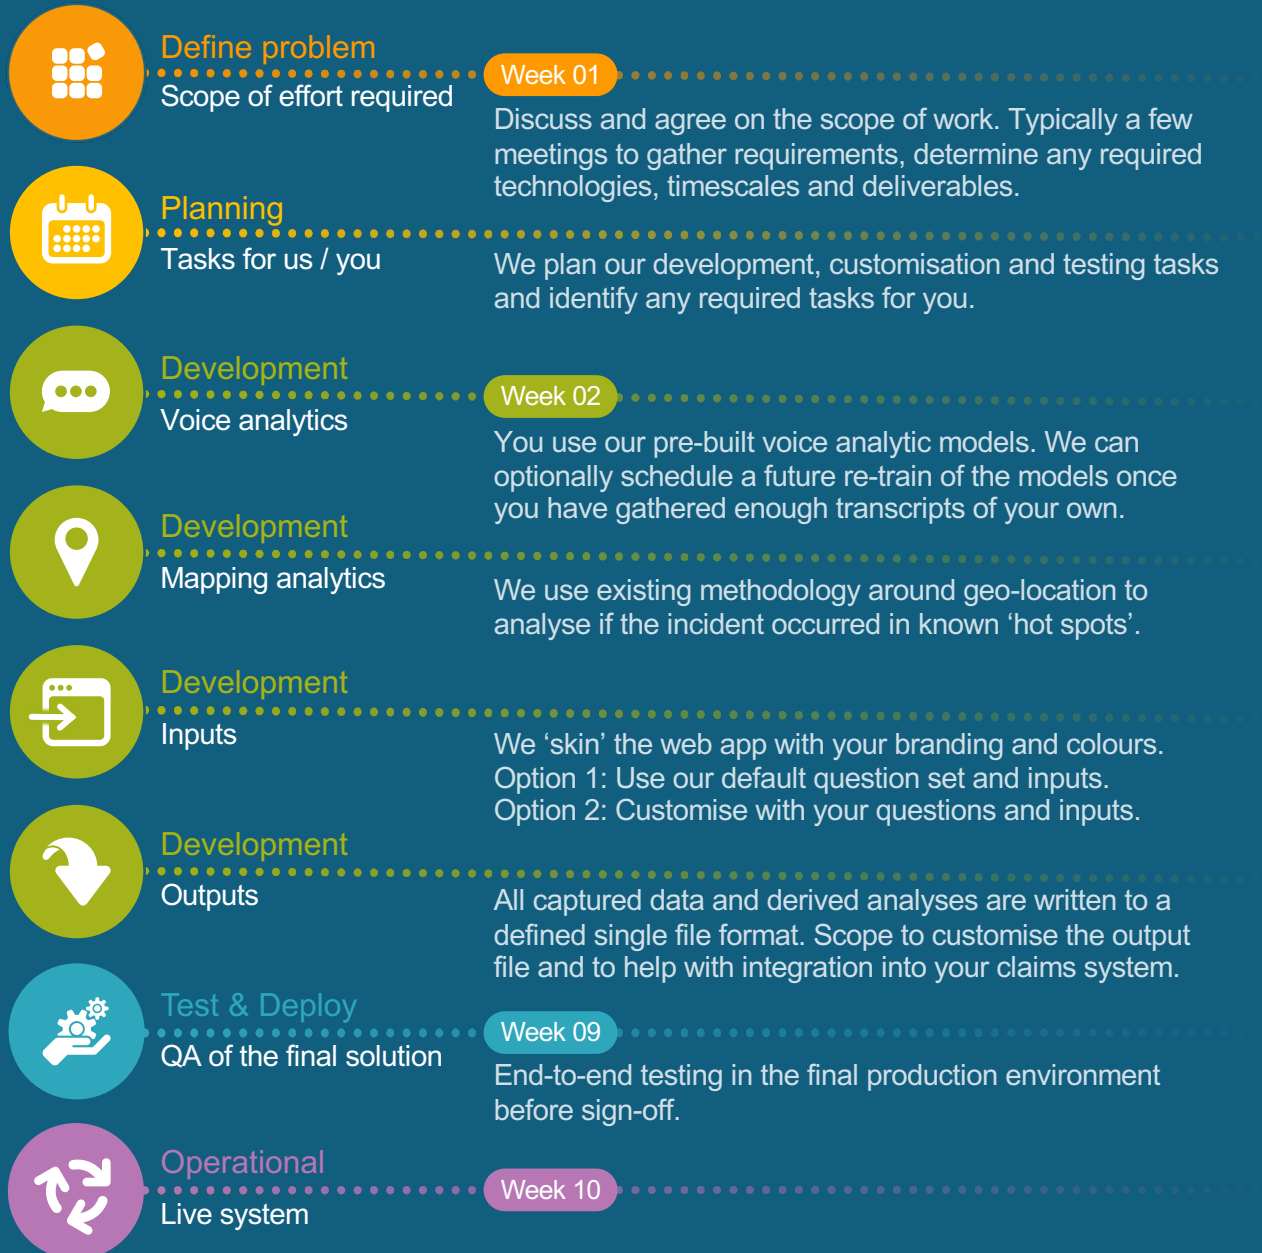 Define problem
Week 01
Scope of effort required
Discuss and agree on the scope of work. Typically a few
meetings to gather requirements, determine any required
technologies, timescales and deliverables.
Planning
Tasks for us / you
We plan our development, customisation and testing tasks
and identify any required tasks for you.
Development
Week 02
Voice analytics
You use our pre-built voice analytic models. We can
optionally schedule a future re-train of the models once
you have gathered enough transcripts of your own.
Development
Mapping analytics
We use existing methodology around geo-location to
analyse if the incident occurred in known ‘hot spots’.
Development
Inputs
We ‘skin’ the web app with your branding and colours.
Option 1: Use our default question set and inputs.
Option 2: Customise with your questions and inputs.
Development
Outputs
All captured data and derived analyses are written to a
defined single file format. Scope to customise the output
file and to help with integration into your claims system.
Test & Deploy
Week 09
QA of the final solution
End-to-end testing in the final production environment
before sign-off.
Operational
Week 10
Live system